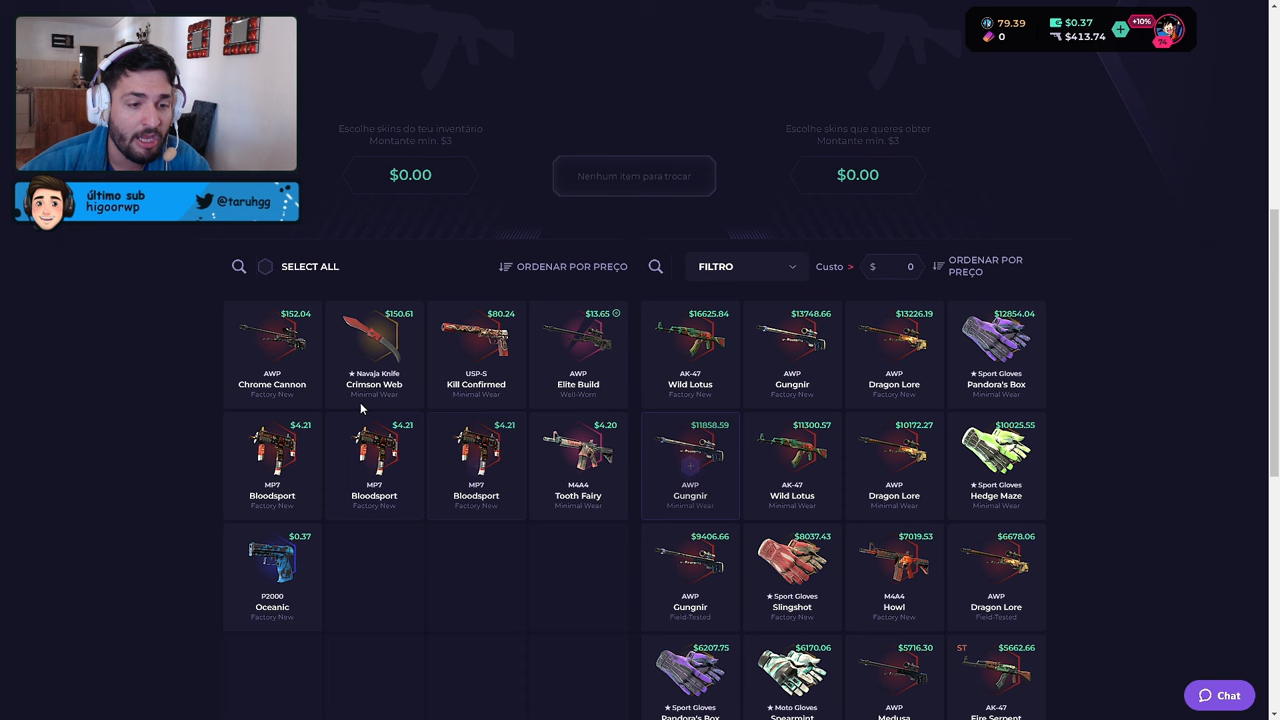 79.39
0
$0.37
$413.74
+10%
74
último sub
higoorwp
@taruhgg
Escolhe skins do teu inventário
Montante min. $3
$0.00
Nenhum item para trocar
Escolhe skins que queres obter
Montante min. $3
$0.00
SELECT ALL
ORDENAR POR PREÇO
FILTRO
Custo >
$ 0
ORDENAR POR
PREÇO
$152.04
AWP
Chrome Cannon
Factory New
$150.61
★ Navaja Knife
Crimson Web
Minimal Wear
$80.24
USP-S
Kill Confirmed
Minimal Wear
$13.65
AWP
Elite Build
Well-Worn
$16625.84
AK-47
Wild Lotus
Factory New
$13748.66
AWP
Gungnir
Factory New
$13226.19
AWP
Dragon Lore
Factory New
$12854.04
★ Sport Gloves
Pandora's Box
Minimal Wear
$4.21
MP7
Bloodsport
Factory New
$4.21
MP7
Bloodsport
Factory New
$4.21
MP7
Bloodsport
Factory New
$4.20
M4A4
Tooth Fairy
Minimal Wear
$11858.59
AWP
Gungnir
Minimal Wear
$11300.57
AK-47
Wild Lotus
Minimal Wear
$10172.27
AWP
Dragon Lore
Minimal Wear
$10025.55
★ Sport Gloves
Hedge Maze
Minimal Wear
$0.37
P2000
Oceanic
Factory New
$9406.66
AWP
Gungnir
Field-Tested
$8037.43
★ Sport Gloves
Slingshot
Factory New
$7019.53
M4A4
Howl
Factory New
$6678.06
AWP
Dragon Lore
Field-Tested
$6207.75
★ Sport Gloves
Pandora's Box
$6170.06
★ Moto Gloves
Spearmint
$5716.30
AWP
Medusa
ST
$5662.66
AK-47
Fire Serpent
Chat